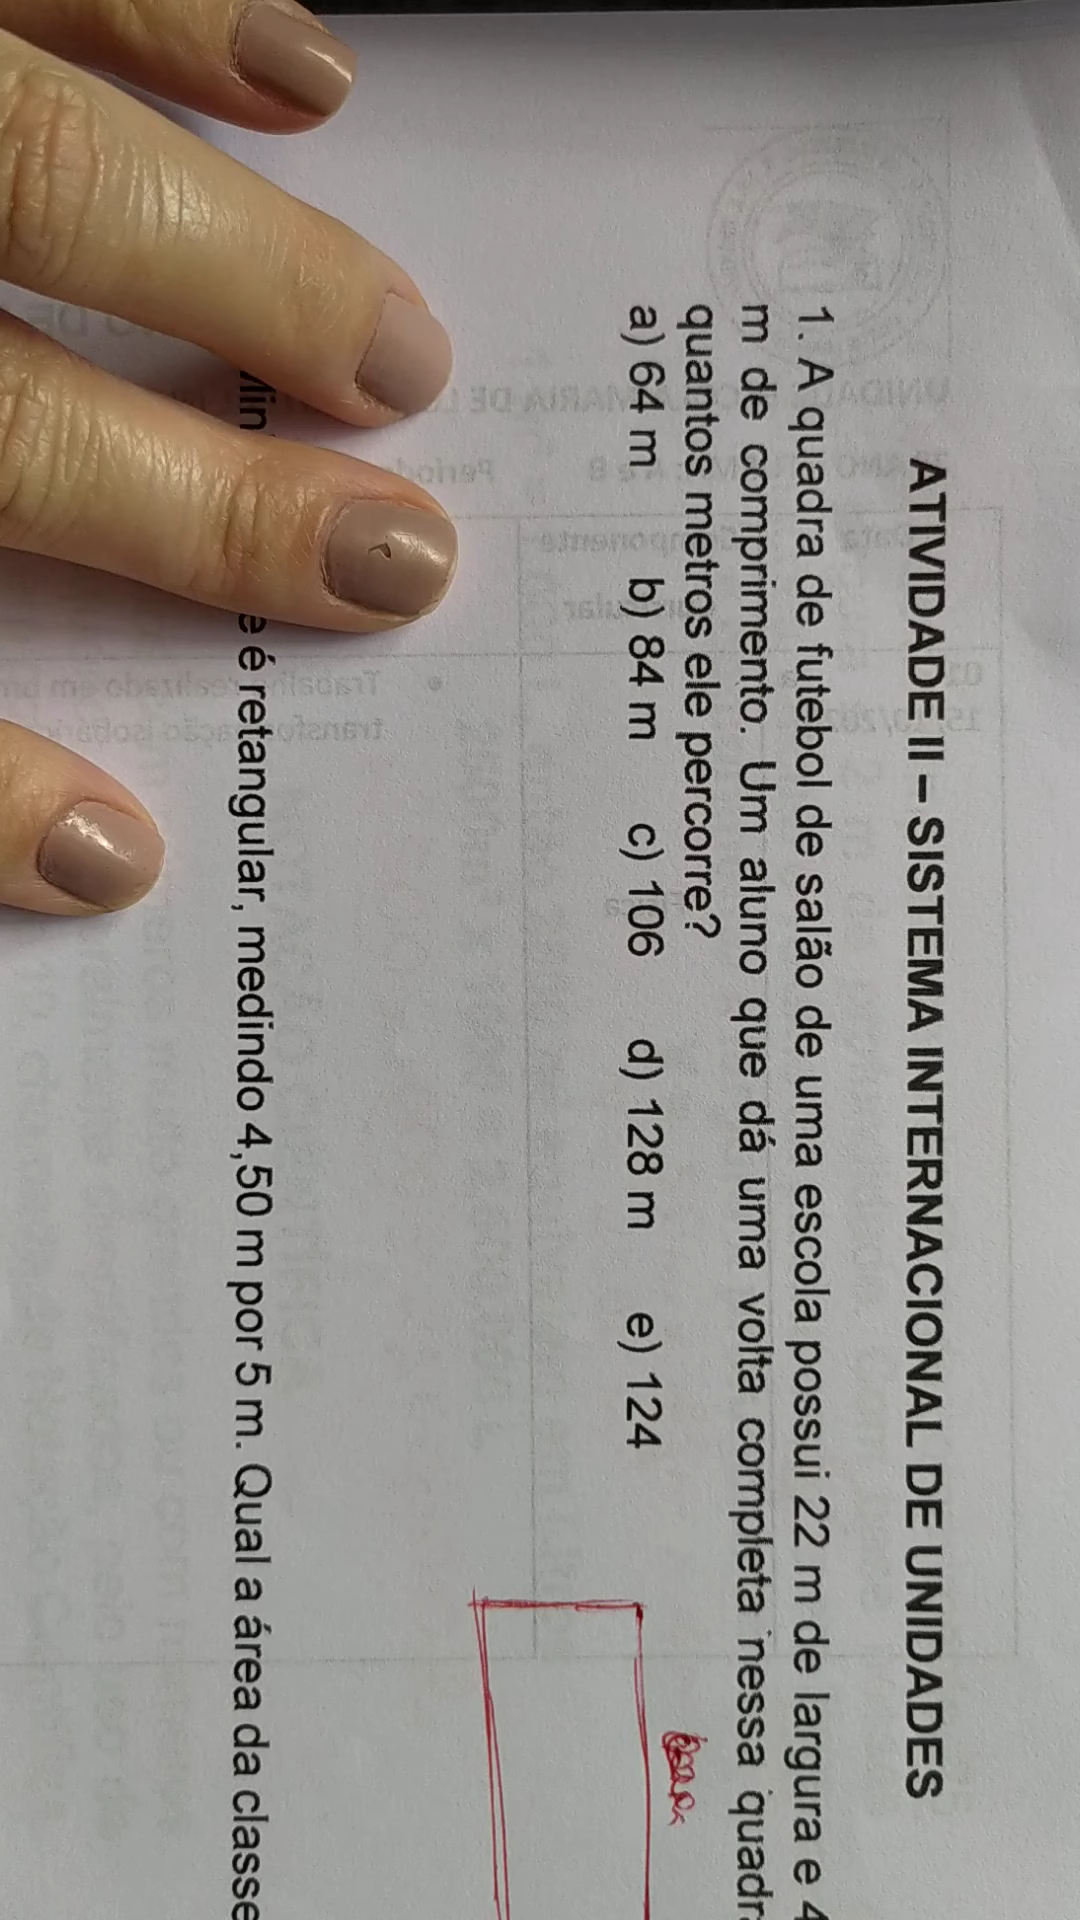 ATIVIDADE II – SISTEMA INTERNACIONAL DE UNIDADES
1. A quadra de futebol de salão de uma escola possui 22 m de largura e 4
m de comprimento. Um aluno que dá uma volta completa nessa quadra
quantos metros ele percorre?
a) 64 m b) 84 m c) 106 d) 128 m e) 124
é retangular, medindo 4,50 m por 5 m. Qual a área da classe